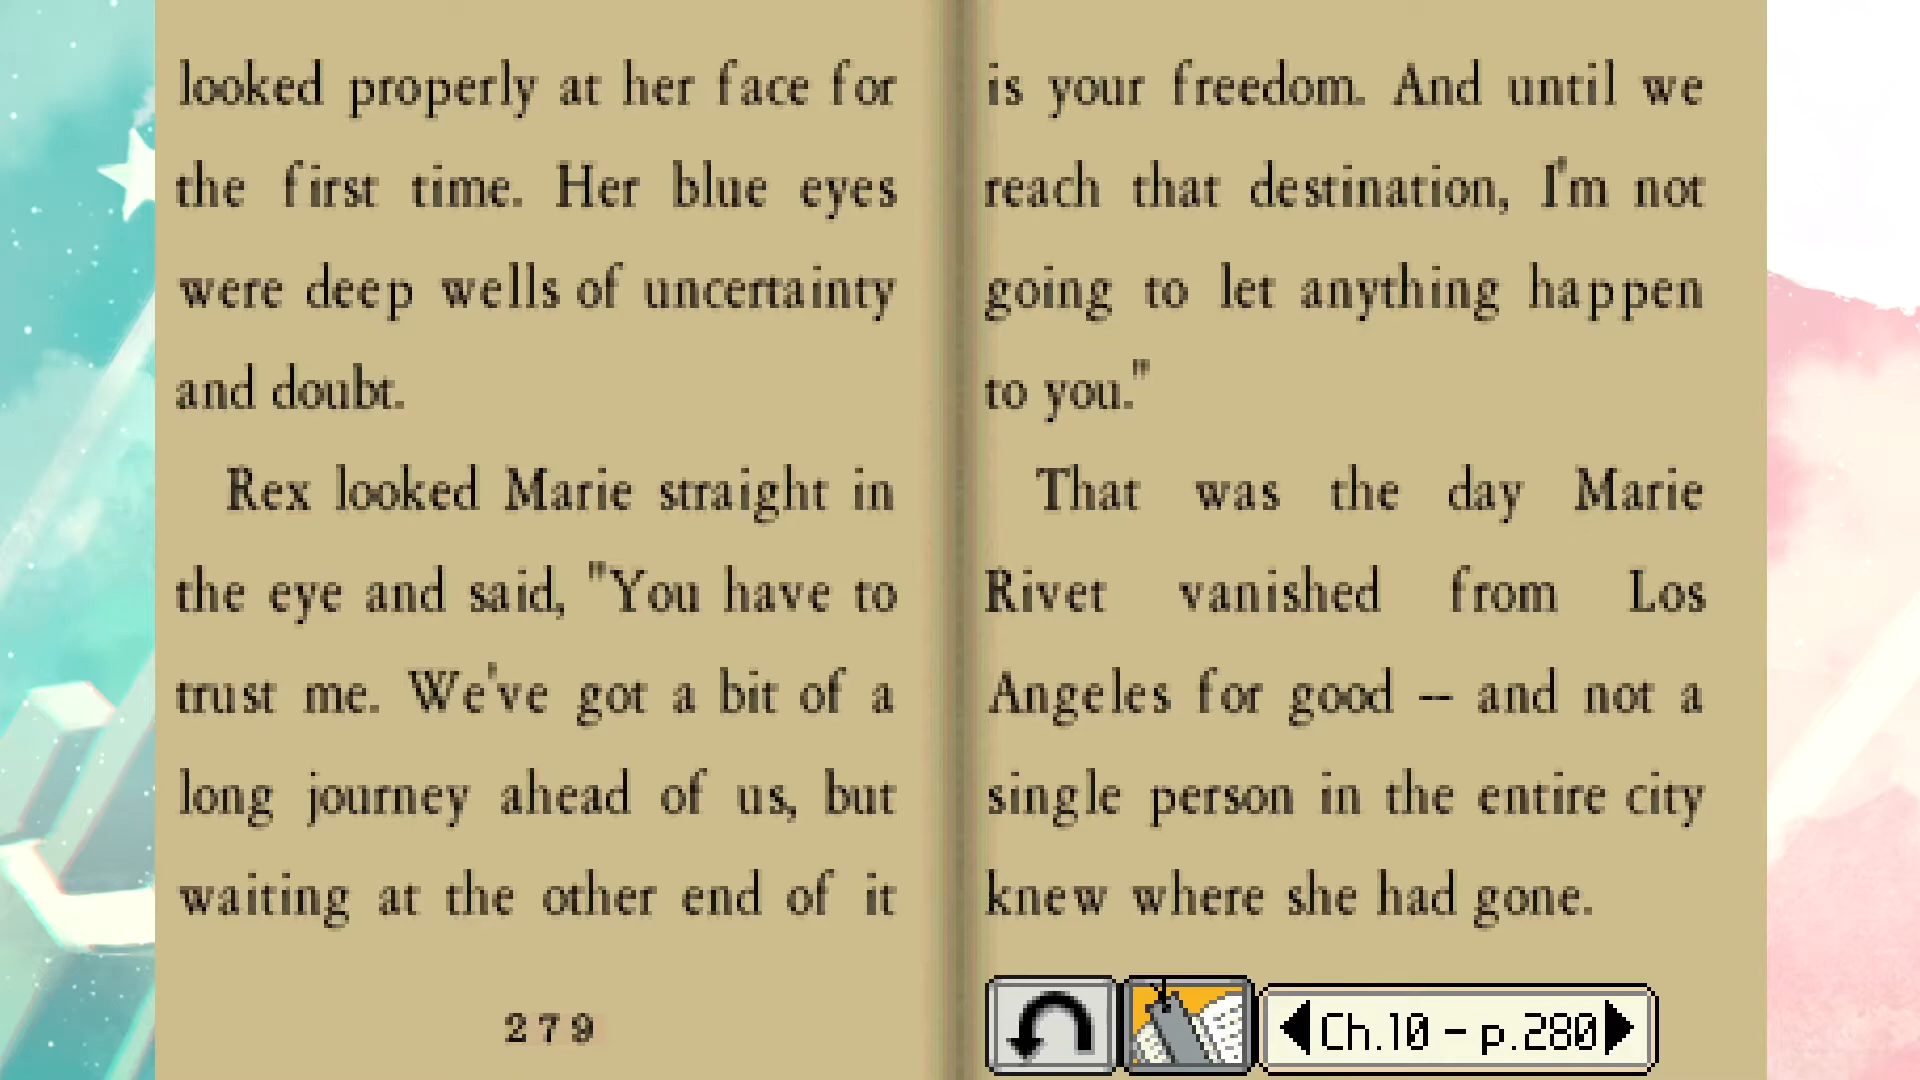 looked properly at her face for
the first time. Her blue eyes
were deep wells of uncertainty
and doubt.
Rex looked Marie straight in
the eye and said, "You have to
trust me. We've got a bit of a
long journey ahead of us, but
waiting at the other end of it
279
is your freedom. And until we
reach that destination, I'm not
going to let anything happen
to you."
That was the day Marie
Rivet vanished from Los
Angeles for good -- and not a
single person in the entire city
knew where she had gone.
Ch.10 - p.280